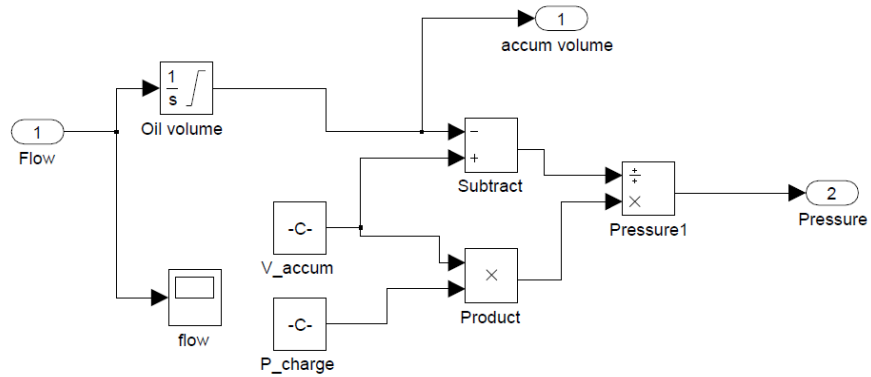 1
accum volume
1
s
Oil volume
1
Flow
−
+
Subtract
÷
×
Pressure1
2
Pressure
-C-
V_accum
×
Product
flow
-C-
P_charge